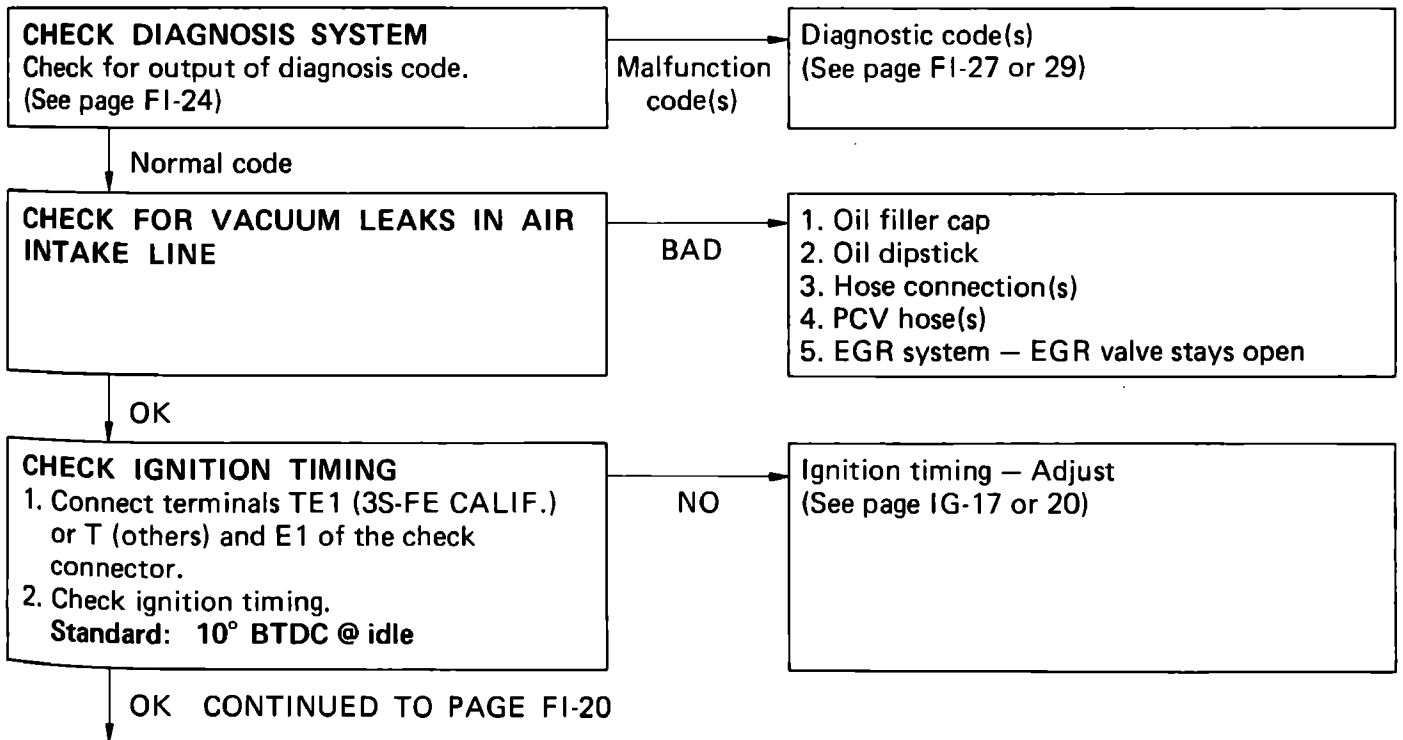 CHECK DIAGNOSIS SYSTEM
Check for output of diagnosis code.
(See page FI-24)
Malfunction
code(s)
Diagnostic code(s)
(See page FI-27 or 29)
Normal code
CHECK FOR VACUUM LEAKS IN AIR
INTAKE LINE
BAD
1. Oil filler cap
2. Oil dipstick
3. Hose connection(s)
4. PCV hose(s)
5. EGR system — EGR valve stays open
OK
CHECK IGNITION TIMING
1. Connect terminals TE1 (3S-FE CALIF.)
or T (others) and E1 of the check
connector.
2. Check ignition timing.
Standard: 10° BTDC @ idle
NO
Ignition timing — Adjust
(See page IG-17 or 20)
OK CONTINUED TO PAGE FI-20